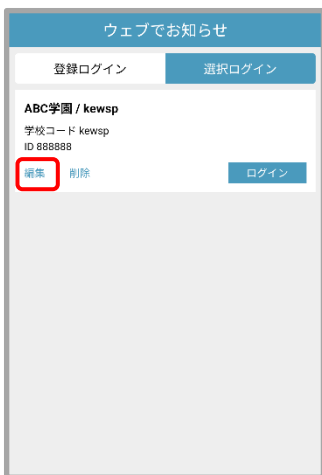 ウェブでお知らせ
登録ログイン 選択ログイン
ABC学園 / kewsp
学校コード kewsp
ID 888888
編集 削除 ログイン